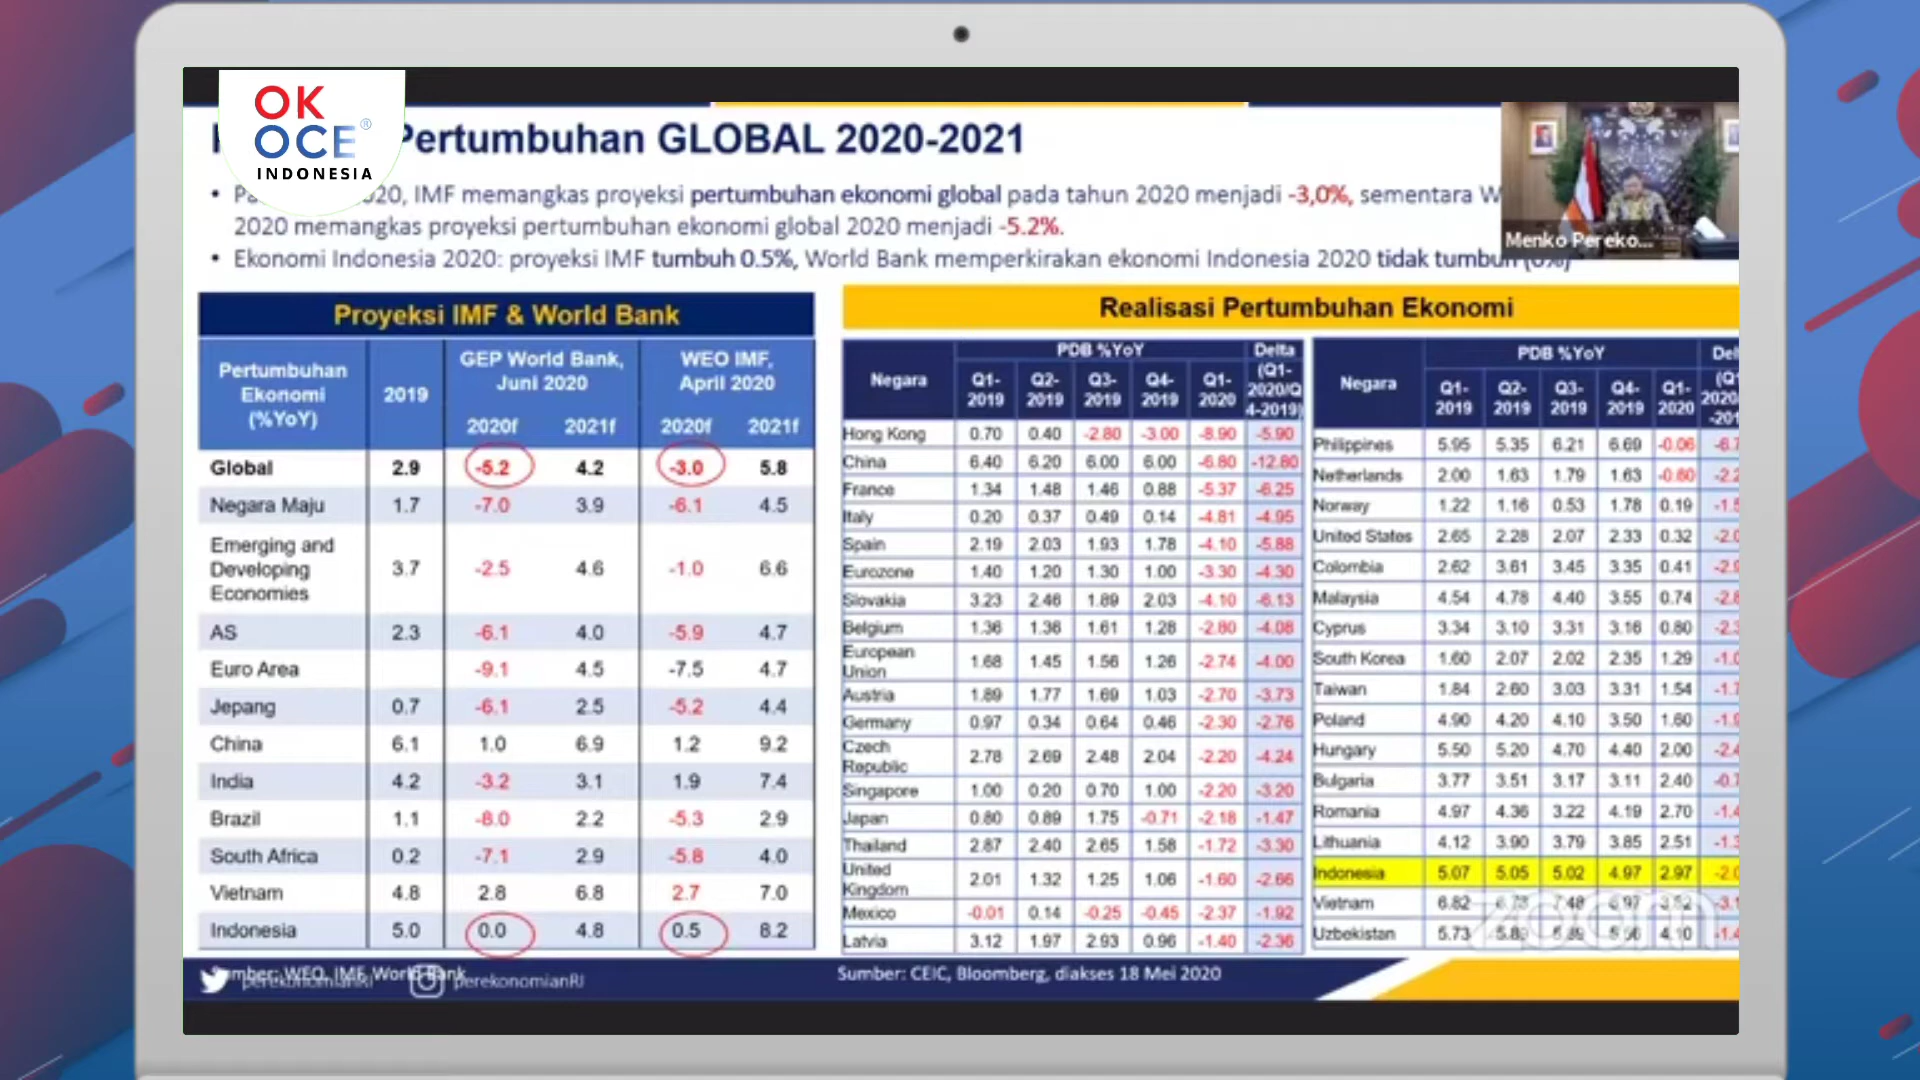 OK
OCE®
INDONESIA
Pertumbuhan GLOBAL 2020-2021
IMF memangkas proyeksi pertumbuhan ekonomi global pada tahun 2020 menjadi -3,0%, sementara
2020 memangkas proyeksi pertumbuhan ekonomi global 2020 menjadi -5.2%.
• Ekonomi Indonesia 2020: proyeksi IMF tumbuh 0.5%, World Bank memperkirakan ekonomi Indonesia 2020 tidak tumbuh (0%)
Menko Pereko...
Proyeksi IMF & World Bank
Pertumbuhan Ekonomi (%YoY) 2019 GEP World Bank, Juni 2020 WEO IMF, April 2020
2020f 2021f 2020f 2021f
Global 2.9 -5.2 4.2 -3.0 5.8
Negara Maju 1.7 -7.0 3.9 -6.1 4.5
Emerging and Developing Economies 3.7 -2.5 4.6 -1.0 6.6
AS 2.3 -6.1 4.0 -5.9 4.7
Euro Area -9.1 4.5 -7.5 4.7
Jepang 0.7 -6.1 2.5 -5.2 4.4
China 6.1 1.0 6.9 1.2 9.2
India 4.2 -3.2 3.1 1.9 7.4
Brazil 1.1 -8.0 2.2 -5.3 2.9
South Africa 0.2 -7.1 2.9 -5.8 4.0
Vietnam 4.8 2.8 6.8 2.7 7.0
Indonesia 5.0 0.0 4.8 0.5 8.2
Sumber: WEO, IMF, World Bank
perekonomianRI perekonomianRI
Realisasi Pertumbuhan Ekonomi
Negara PDB %YoY Delta (Q1-2020/Q4-2019)
Q1-2019 Q2-2019 Q3-2019 Q4-2019 Q1-2020
Hong Kong 0.70 0.40 -2.80 -3.00 -8.90 -5.90
China 6.40 6.20 6.00 6.00 -6.80 -12.80
France 1.34 1.48 1.46 0.88 -5.37 -6.25
Italy 0.20 0.37 0.49 0.14 -4.81 -4.95
Spain 2.19 2.03 1.93 1.78 -4.10 -5.88
Eurozone 1.40 1.20 1.30 1.00 -3.30 -4.30
Slovakia 3.23 2.46 1.89 2.03 -4.10 -6.13
Belgium 1.36 1.36 1.61 1.28 -2.80 -4.08
European Union 1.68 1.45 1.56 1.26 -2.74 -4.00
Austria 1.89 1.77 1.69 1.03 -2.70 -3.73
Germany 0.97 0.34 0.64 0.46 -2.30 -2.76
Czech Republic 2.78 2.69 2.48 2.04 -2.20 -4.24
Singapore 1.00 0.20 0.70 1.00 -2.20 -3.20
Japan 0.80 0.89 1.75 -0.71 -2.18 -1.47
Thailand 2.87 2.40 2.65 1.58 -1.72 -3.30
United Kingdom 2.01 1.32 1.25 1.06 -1.60 -2.66
Mexico -0.01 0.14 -0.25 -0.45 -2.37 -1.92
Latvia 3.12 1.97 2.93 0.96 -1.40 -2.36
Negara PDB %YoY
Q1-2019 Q2-2019 Q3-2019 Q4-2019 Q1-2020
Philippines 5.95 5.35 6.21 6.69 -0.06
Netherlands 2.00 1.63 1.79 1.63 -0.60
Norway 1.22 1.16 0.53 1.78 0.19
United States 2.65 2.28 2.07 2.33 0.32
Colombia 2.62 3.61 3.45 3.35 0.41
Malaysia 4.54 4.78 4.40 3.55 0.74
Cyprus 3.34 3.10 3.31 3.16 0.80
South Korea 1.60 2.07 2.02 2.35 1.29
Taiwan 1.84 2.60 3.03 3.31 1.54
Poland 4.90 4.20 4.10 3.50 1.60
Hungary 5.50 5.20 4.70 4.40 2.00
Bulgaria 3.77 3.51 3.17 3.11 2.40
Romania 4.97 4.36 3.22 4.19 2.70
Lithuania 4.12 3.90 3.79 3.85 2.51
Indonesia 5.07 5.05 5.02 4.97 2.97
Vietnam 6.82
Uzbekistan 5.73 4.10
zoom
Sumber: CEIC, Bloomberg, diakses 18 Mei 2020